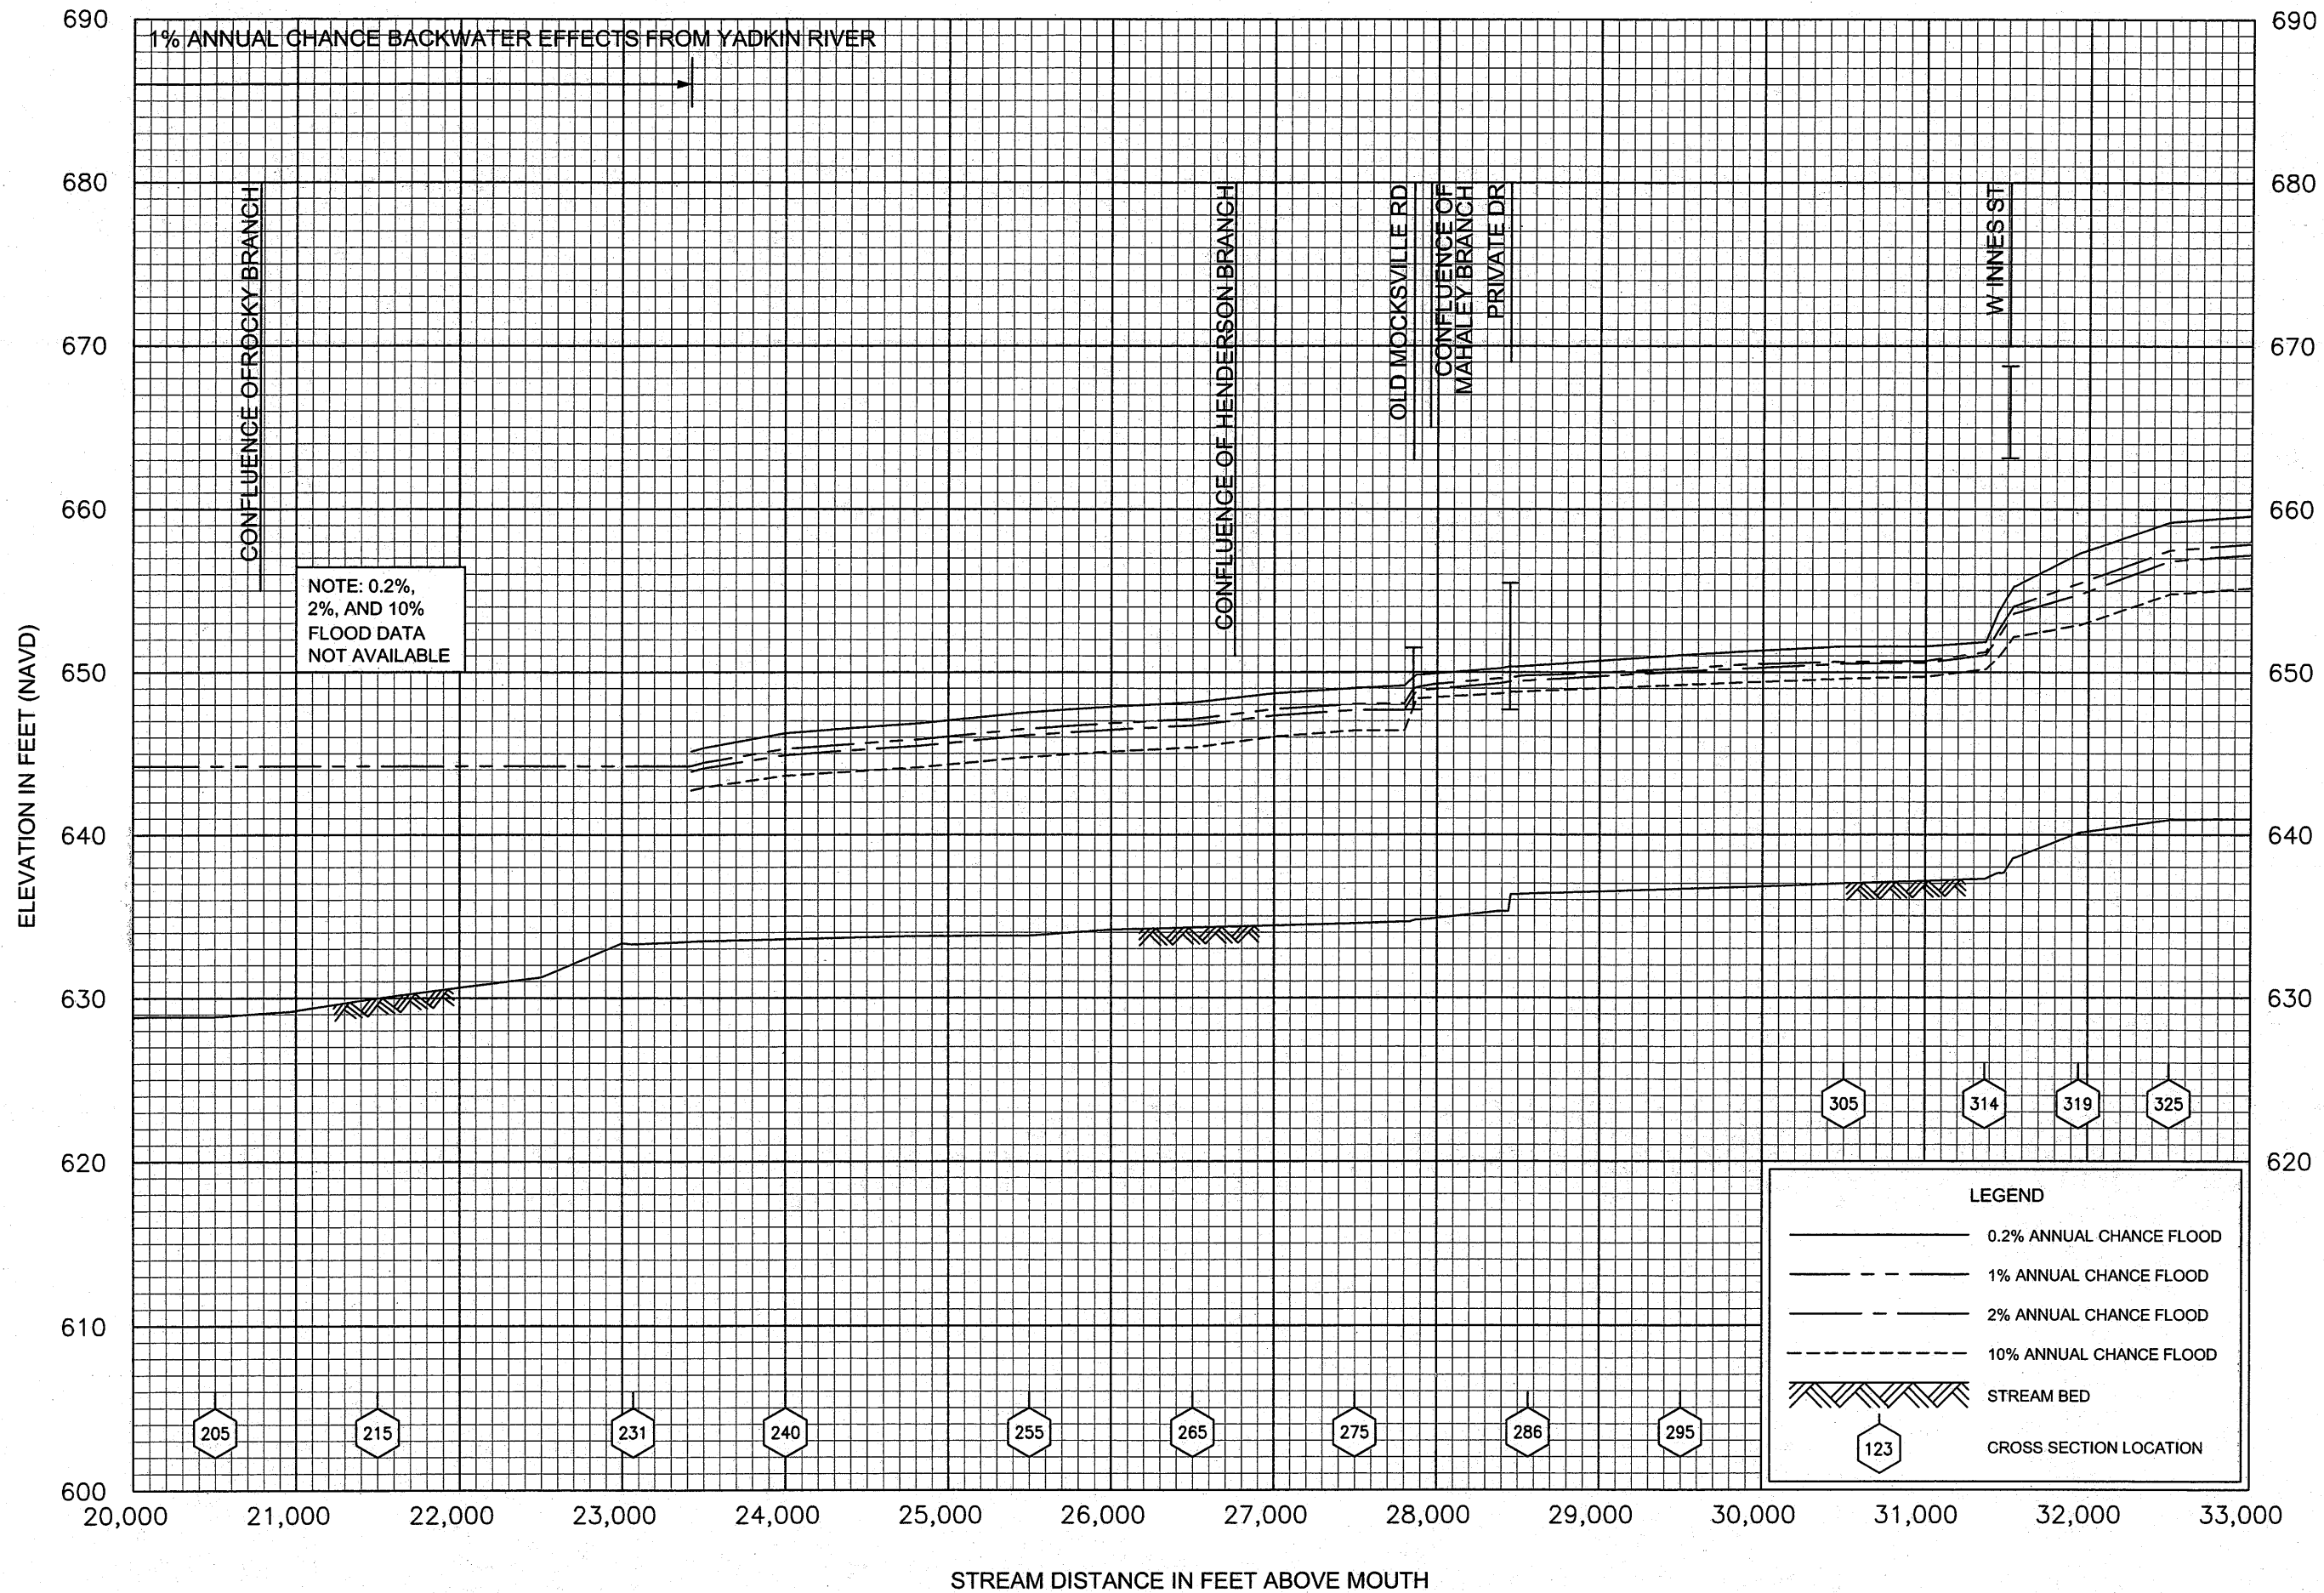 690
690
1% ANNUAL CHANCE BACKWATER EFFECTS FROM YADKIN RIVER
680
680
CONFLUENCE OF ROCKY BRANCH
CONFLUENCE OF HENDERSON BRANCH
OLD MOCKSVILLE RD
CONFLUENCE OF
MAHALEY BRANCH
PRIVATE DR
W INNES ST
670
670
660
660
NOTE: 0.2%,
2%, AND 10%
FLOOD DATA
NOT AVAILABLE
650
650
640
640
630
630
620
620
610
600
ELEVATION IN FEET (NAVD)
305
314
319
325
205
215
231
240
255
265
275
286
295
LEGEND
0.2% ANNUAL CHANCE FLOOD
1% ANNUAL CHANCE FLOOD
2% ANNUAL CHANCE FLOOD
10% ANNUAL CHANCE FLOOD
STREAM BED
123
CROSS SECTION LOCATION
20,000
21,000
22,000
23,000
24,000
25,000
26,000
27,000
28,000
29,000
30,000
31,000
32,000
33,000
STREAM DISTANCE IN FEET ABOVE MOUTH